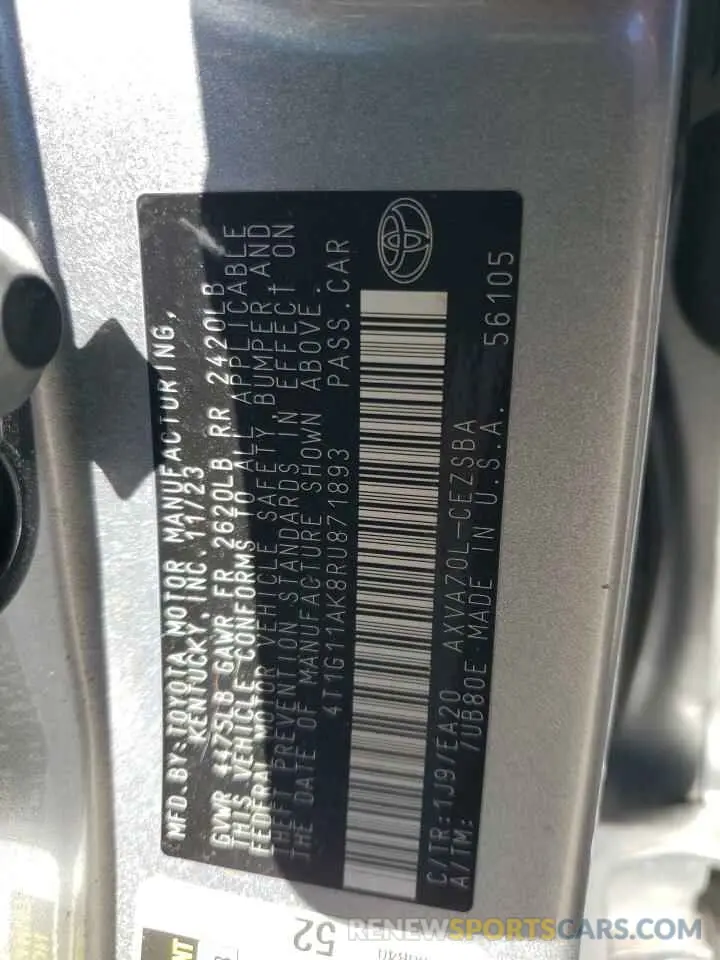 MFD.BY:TOYOTA MOTOR MANUFACTURING,
KENTUCKY, INC. 11/23
GVWR 4475LB GAWR FR 2620LB RR 2420LB
THIS VEHICLE CONFORMS TO ALL APPLICABLE
FEDERAL MOTOR VEHICLE SAFETY, BUMPER, AND
THEFT PREVENTION STANDARDS IN EFFECT ON
THE DATE OF MANUFACTURE SHOWN ABOVE.
4T1G11AK8RU871893 PASS.CAR
C/TR:1J9/EA20 AXVA70L-CEZSBA
A/TM: /UB80E MADE IN U.S.A. 56105
52
RENEWSPORTSCARS.COM